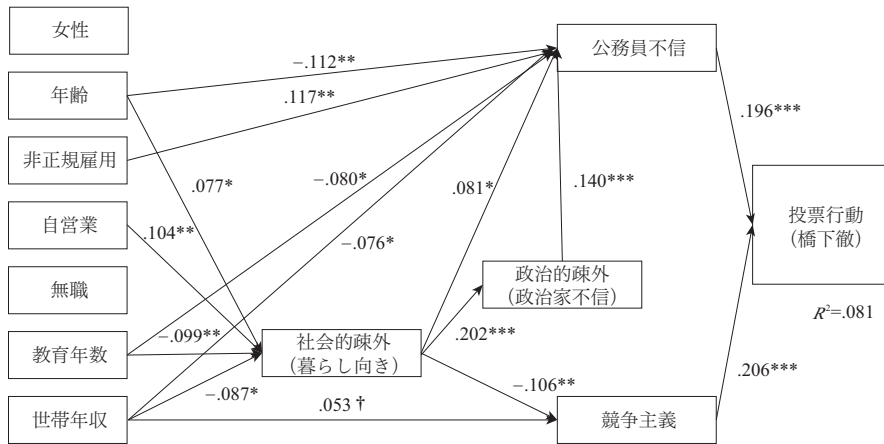 女性
公務員不信
−.112**
年齢
.117**
.196***
非正規雇用
−.080*
.077*
.081*
.140***
自営業
.104**
−.076*
投票行動
（橋下徹）
無職
政治的疎外
（政治家不信）
R²=.081
教育年数
−.099**
社会的疎外
（暮らし向き）
.202***
−.087*
−.106**
.206***
世帯年収
.053 †
競争主義